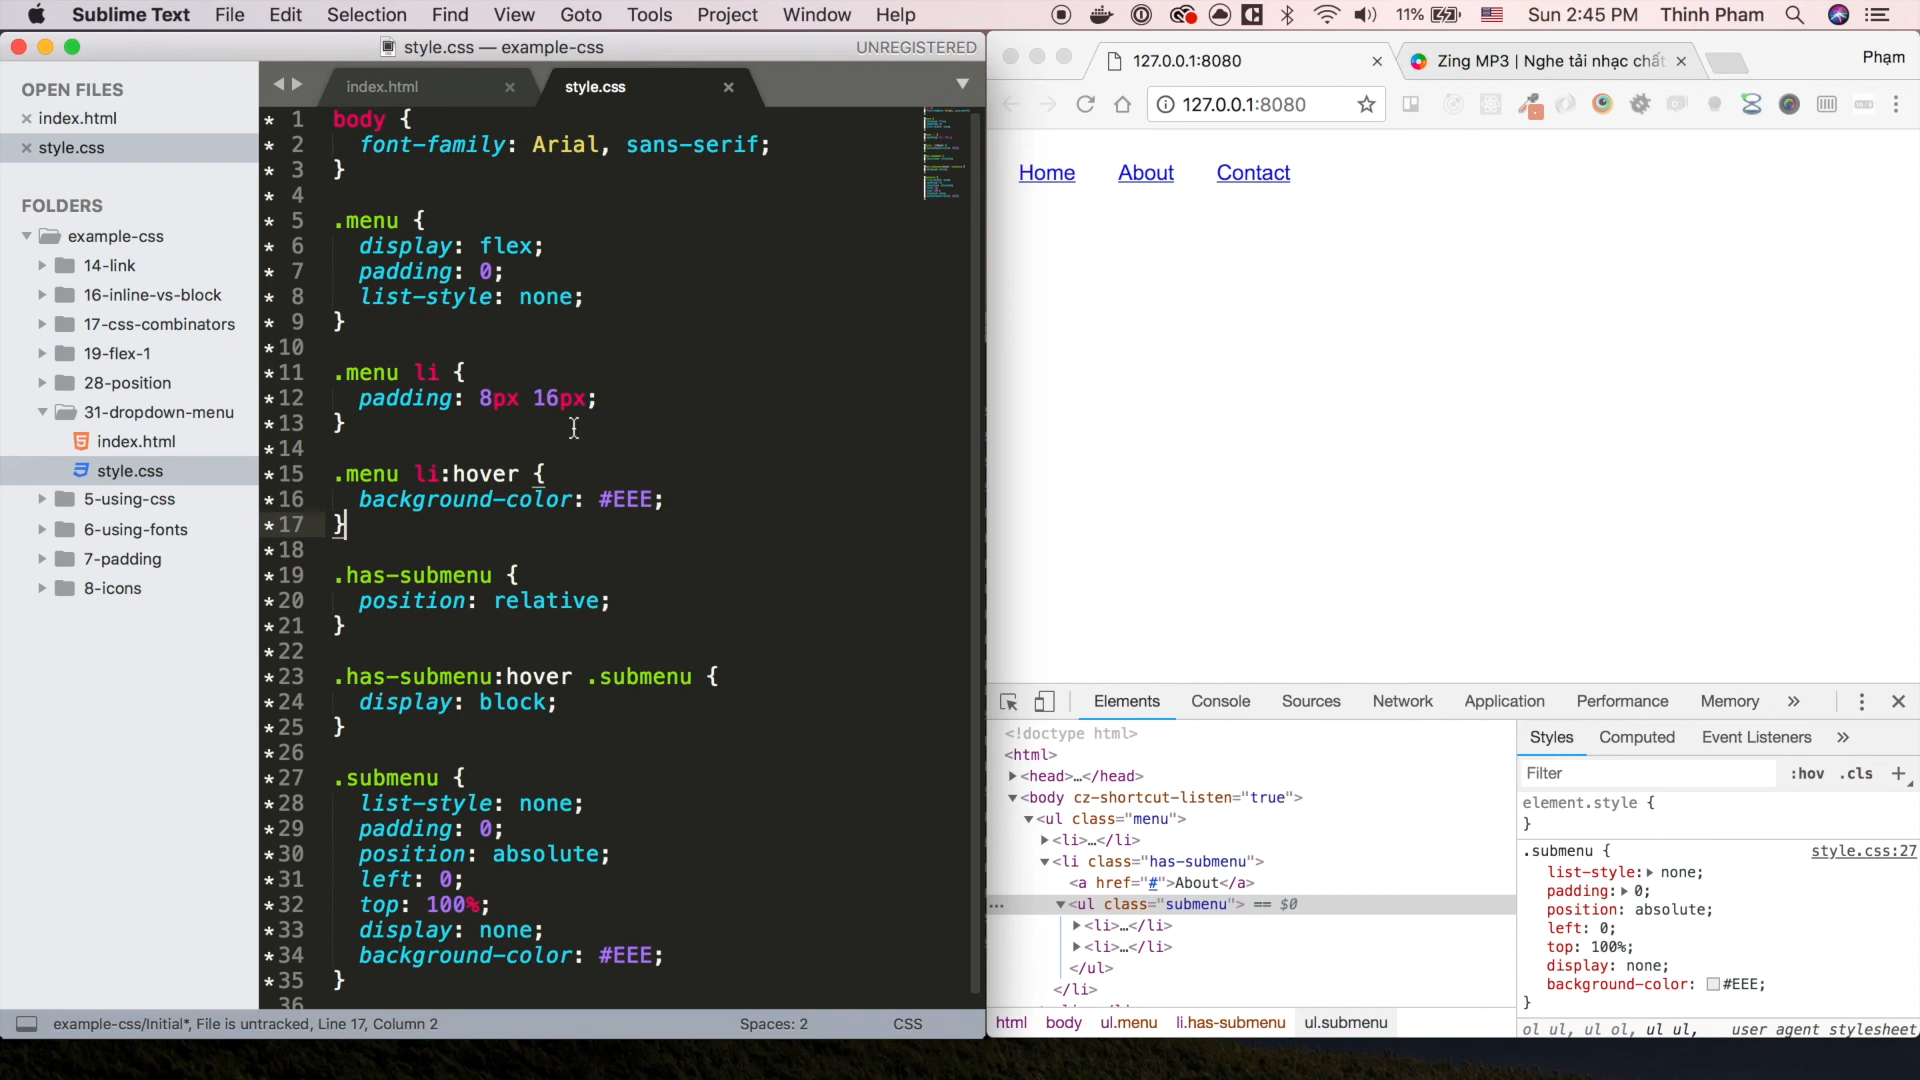 Sublime Text File Edit Selection Find View Goto Tools Project Window Help 11% Sun 2:45 PM Thinh Pham
style.css — example-css UNREGISTERED
OPEN FILES
index.html
style.css
FOLDERS
example-css
14-link
16-inline-vs-block
17-css-combinators
19-flex-1
28-position
31-dropdown-menu
index.html
style.css
5-using-css
6-using-fonts
7-padding
8-icons
index.html style.css
1 body {
2 font-family: Arial, sans-serif;
3 }
4
5 .menu {
6 display: flex;
7 padding: 0;
8 list-style: none;
9 }
10
11 .menu li {
12 padding: 8px 16px;
13 }
14
15 .menu li:hover {
16 background-color: #EEE;
17 }
18
19 .has-submenu {
20 position: relative;
21 }
22
23 .has-submenu:hover .submenu {
24 display: block;
25 }
26
27 .submenu {
28 list-style: none;
29 padding: 0;
30 position: absolute;
31 left: 0;
32 top: 100%;
33 display: none;
34 background-color: #EEE;
35 }
36
example-css/Initial*, File is untracked, Line 17, Column 2 Spaces: 2 CSS
127.0.0.1:8080 Zing MP3 | Nghe tải nhạc chất Phạm
127.0.0.1:8080
Home About Contact
Elements Console Sources Network Application Performance Memory »
<!doctype html>
<html>
<head>…</head>
<body cz-shortcut-listen="true">
<ul class="menu">
<li>…</li>
<li class="has-submenu">
<a href="#">About</a>
… <ul class="submenu"> == $0
<li>…</li>
<li>…</li>
</ul>
</li>
html body ul.menu li.has-submenu ul.submenu
Styles Computed Event Listeners »
Filter :hov .cls +
element.style {
}
.submenu { style.css:27
list-style: none;
padding: 0;
position: absolute;
left: 0;
top: 100%;
display: none;
background-color: #EEE;
}
ol ul, ul ol, ul ul, user agent stylesheet